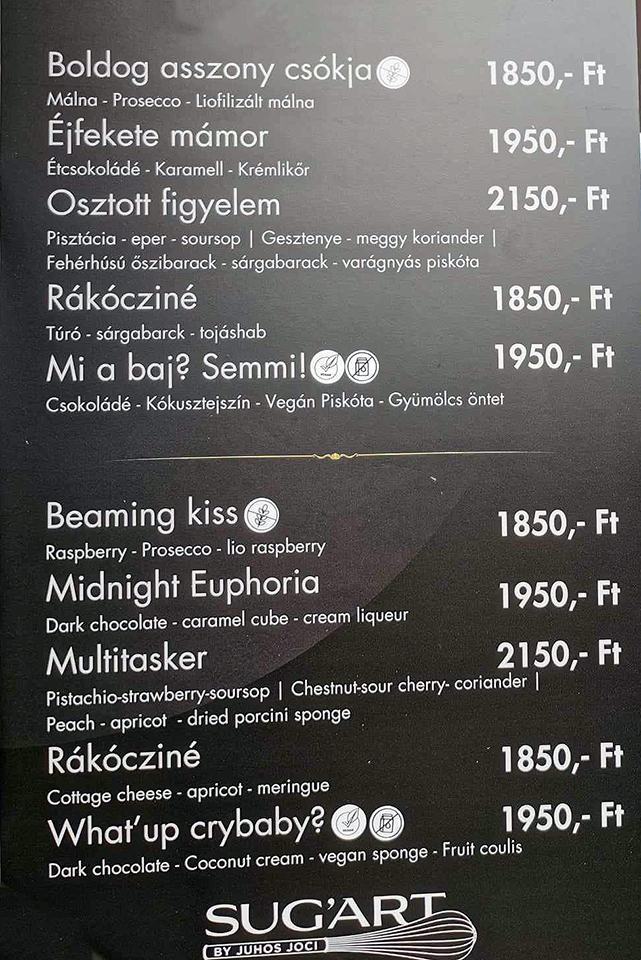 Boldog asszony csókja 1850,- Ft
Málna - Prosecco - Liofilizált málna
Éjfekete mámor 1950,- Ft
Étcsokoládé - Karamell - Krémlikőr
Osztott figyelem 2150,- Ft
Pisztácia - eper - soursop | Gesztenye - meggy koriander |
Fehérhúsú őszibarack - sárgabarack - varágnyás piskóta
Rákócziné 1850,- Ft
Túró - sárgabarck - tojáshab
Mi a baj? Semmi! 1950,- Ft
Csokoládé - Kókusztejszín - Vegán Piskóta - Gyümölcs öntet
Beaming kiss 1850,- Ft
Raspberry - Prosecco - lio raspberry
Midnight Euphoria 1950,- Ft
Dark chocolate - caramel cube - cream liqueur
Multitasker 2150,- Ft
Pistachio-strawberry-soursop | Chestnut-sour cherry- coriander |
Peach - apricot - dried porcini sponge
Rákócziné 1850,- Ft
Cottage cheese - apricot - meringue
What'up crybaby? 1950,- Ft
Dark chocolate - Coconut cream - vegan sponge - Fruit coulis
SUG'ART
BY JUHOS JOCI